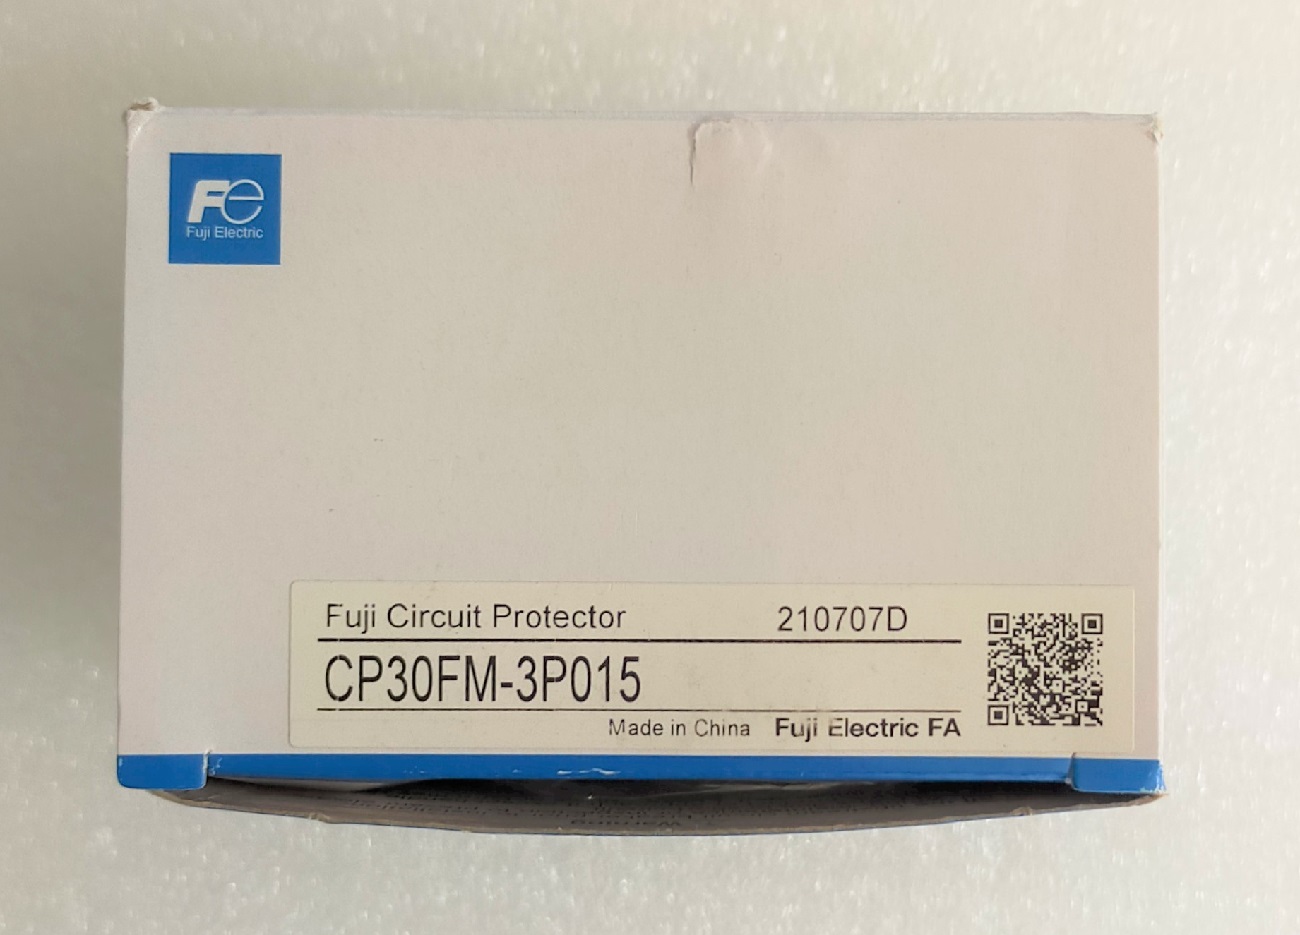 Fe
Fuji Electric
Fuji Circuit Protector 210707D
CP30FM-3P015
Made in China Fuji Electric FA